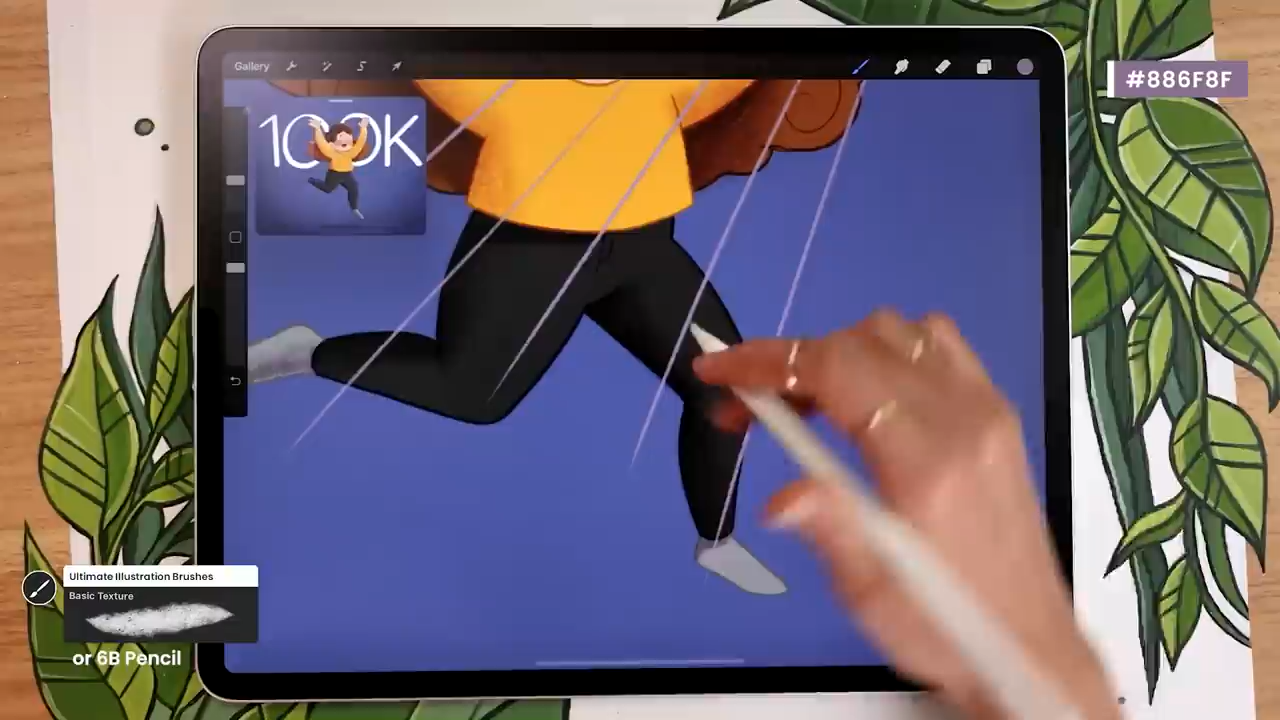 #886F8F
Gallery
100K
Ultimate Illustration Brushes
Basic Texture
or 6B Pencil